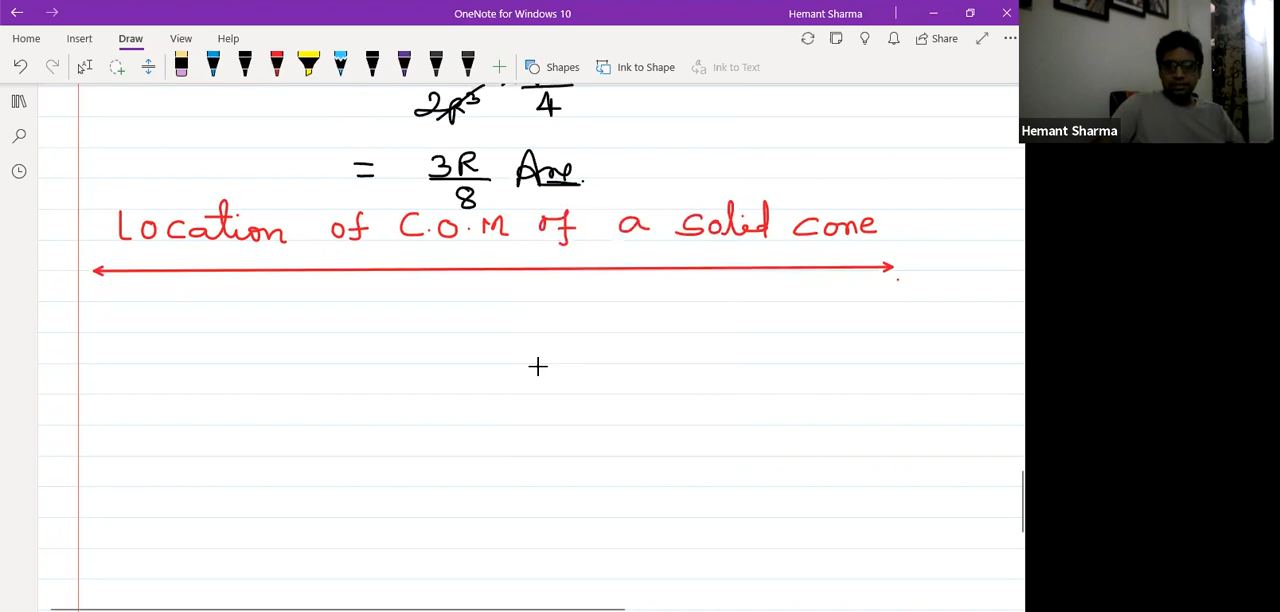 OneNote for Windows 10
Hemant Sharma
Home Insert Draw View Help
Share
Shapes Ink to Shape Ink to Text
Hemant Sharma
2R³ 4
= 3R/8 Ans.
Location of C.O.M of a solid cone